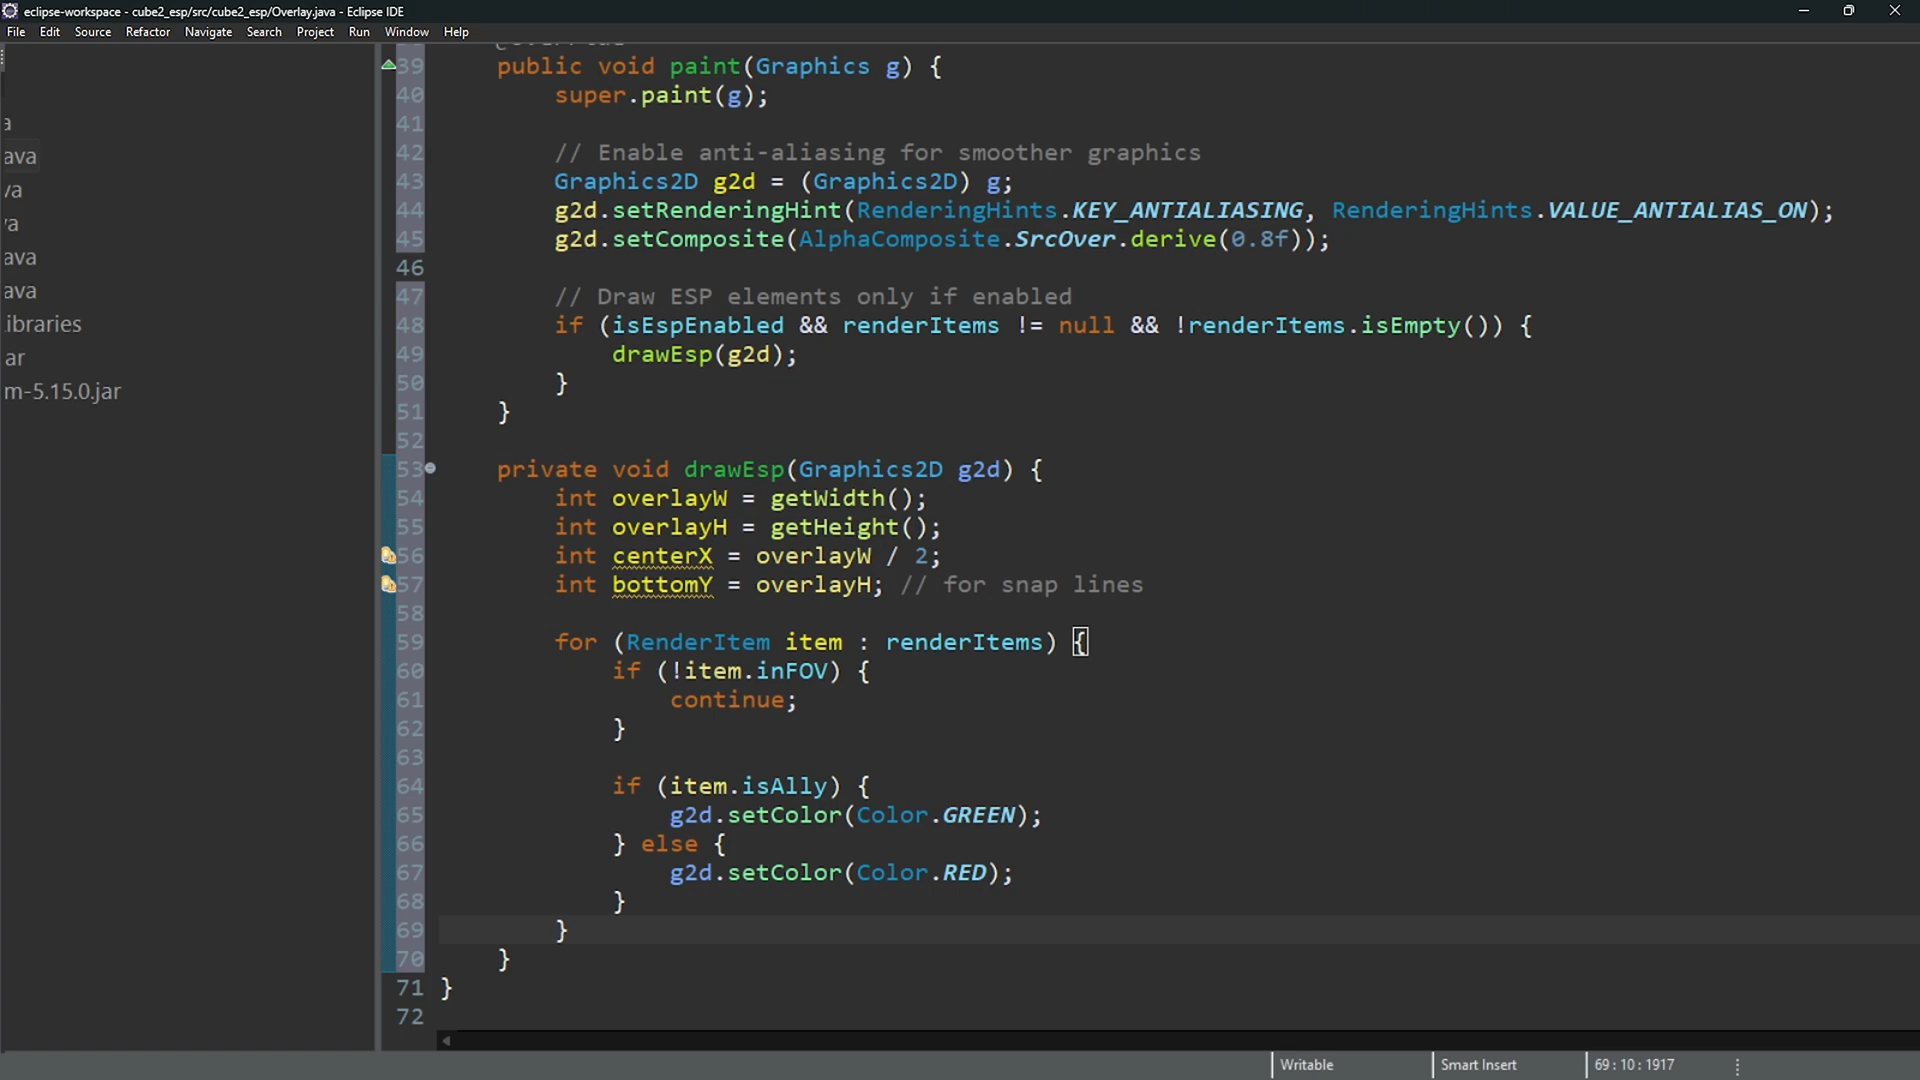 eclipse-workspace - cube2_esp/src/cube2_esp/Overlay.java - Eclipse IDE
File Edit Source Refactor Navigate Search Project Run Window Help
39 public void paint(Graphics g) {
40 super.paint(g);
41
42 // Enable anti-aliasing for smoother graphics
43 Graphics2D g2d = (Graphics2D) g;
44 g2d.setRenderingHint(RenderingHints.KEY_ANTIALIASING, RenderingHints.VALUE_ANTIALIAS_ON);
45 g2d.setComposite(AlphaComposite.SrcOver.derive(0.8f));
46
47 // Draw ESP elements only if enabled
48 if (isEspEnabled && renderItems != null && !renderItems.isEmpty()) {
49 drawEsp(g2d);
50 }
51 }
52
53 private void drawEsp(Graphics2D g2d) {
54 int overlayW = getWidth();
55 int overlayH = getHeight();
56 int centerX = overlayW / 2;
57 int bottomY = overlayH; // for snap lines
58
59 for (RenderItem item : renderItems) {
60 if (!item.inFOV) {
61 continue;
62 }
63
64 if (item.isAlly) {
65 g2d.setColor(Color.GREEN);
66 } else {
67 g2d.setColor(Color.RED);
68 }
69 }
70 }
71 }
72
a
ava
va
a
ava
ava
ibraries
ar
m-5.15.0.jar
Writable
Smart Insert
69 : 10 : 1917